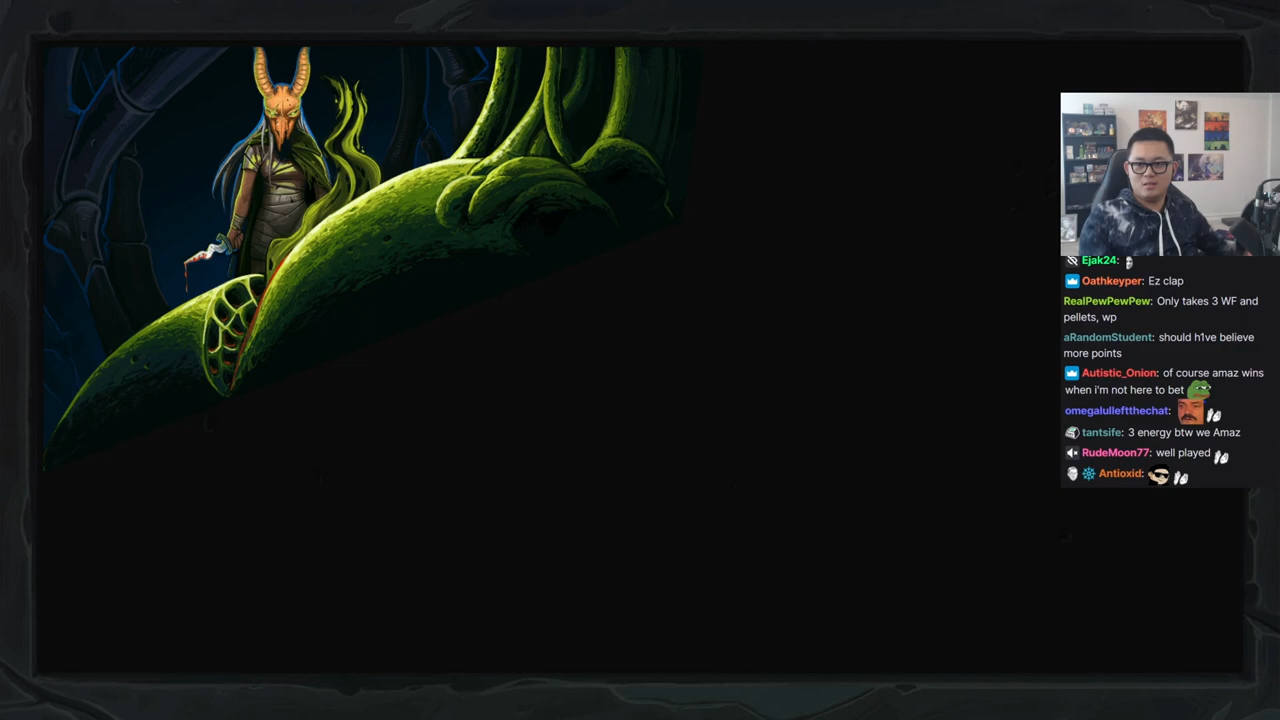 Ejak24:
Oathkeyper: Ez clap
RealPewPewPew: Only takes 3 WF and
pellets, wp
aRandomStudent: should h1ve believe
more points
Autistic_Onion: of course amaz wins
when i'm not here to bet
omegalulleftthechat:
tantsife: 3 energy btw we Amaz
RudeMoon77: well played
Antioxid: